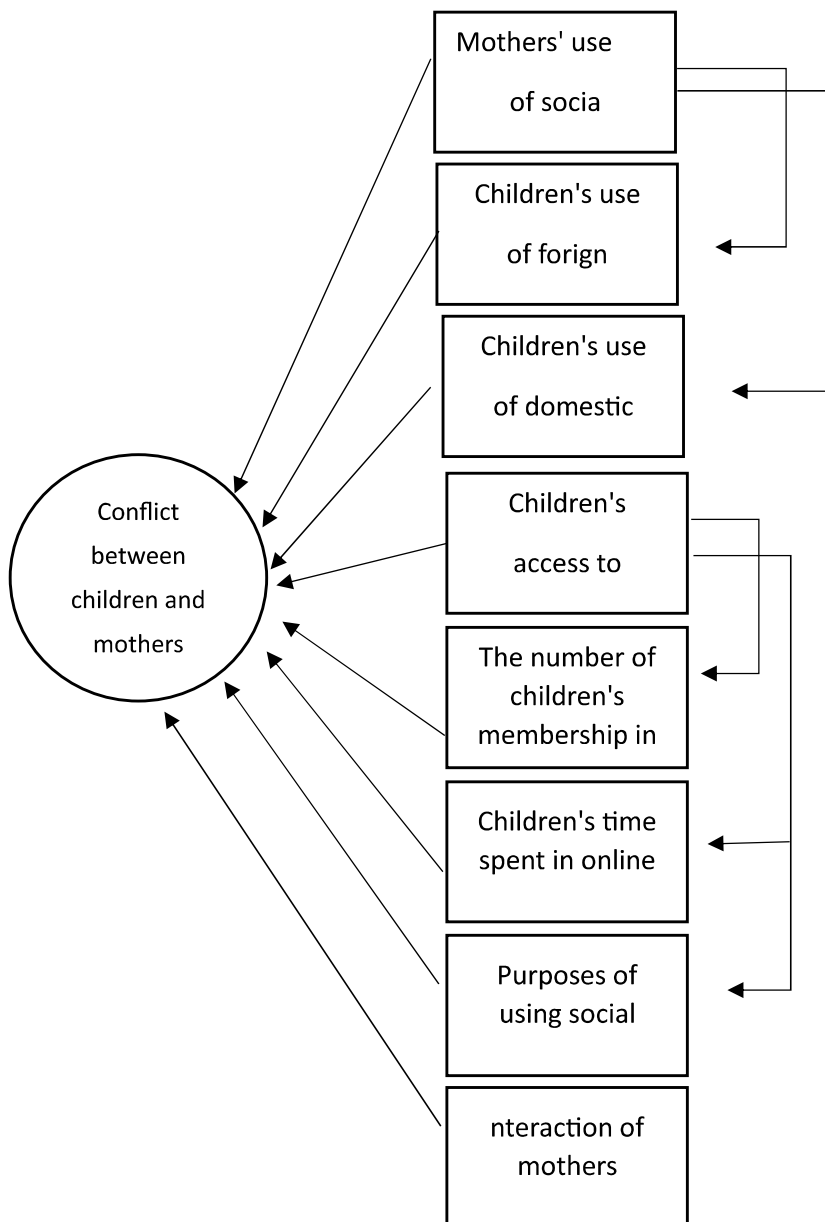 Mothers' use
of socia
Children's use
of forign
Children's use
of domestic
Conflict
between
children and
mothers
Children's
access to
The number of
children's
membership in
Children's time
spent in online
Purposes of
using social
nteraction of
mothers